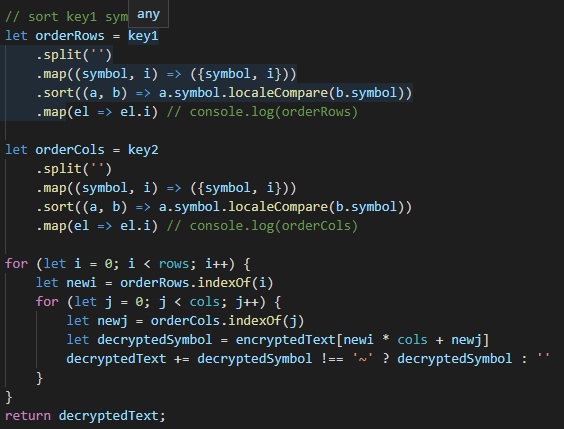 // sort key1 sym
any
let orderRows = key1
    .split('')
    .map((symbol, i) => ({symbol, i}))
    .sort((a, b) => a.symbol.localeCompare(b.symbol))
    .map(el => el.i) // console.log(orderRows)

let orderCols = key2
    .split('')
    .map((symbol, i) => ({symbol, i}))
    .sort((a, b) => a.symbol.localeCompare(b.symbol))
    .map(el => el.i) // console.log(orderCols)

for (let i = 0; i < rows; i++) {
    let newi = orderRows.indexOf(i)
    for (let j = 0; j < cols; j++) {
        let newj = orderCols.indexOf(j)
        let decryptedSymbol = encryptedText[newi * cols + newj]
        decryptedText += decryptedSymbol !== '~' ? decryptedSymbol : ''
    }
}
return decryptedText;